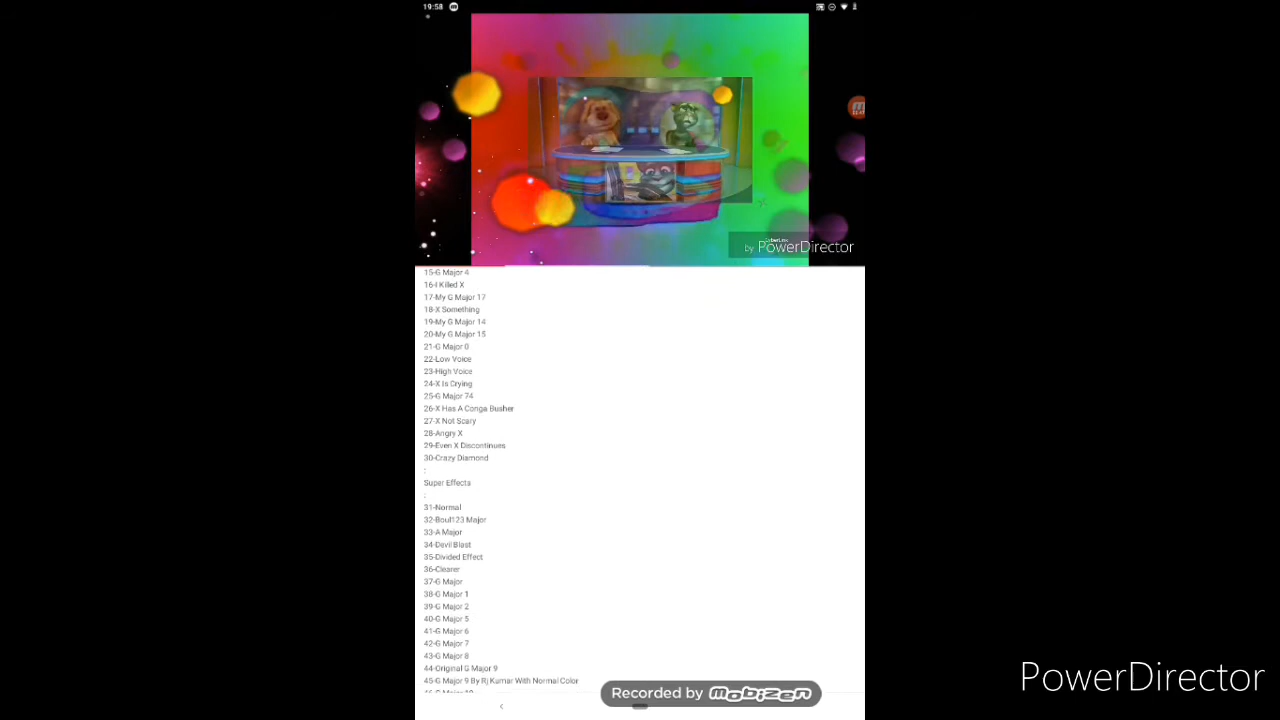 19:58
CyberLink
by PowerDirector
15-G Major 4
16-I Killed X
17-My G Major 17
18-X Something
19-My G Major 14
20-My G Major 15
21-G Major 0
22-Low Voice
23-High Voice
24-X Is Crying
25-G Major 74
26-X Has A Conga Busher
27-X Not Scary
28-Angry X
29-Even X Discontinues
30-Crazy Diamond
:
Super Effects
:
31-Normal
32-Boul123 Major
33-A Major
34-Devil Blast
35-Divided Effect
36-Clearer
37-G Major
38-G Major 1
39-G Major 2
40-G Major 5
41-G Major 6
42-G Major 7
43-G Major 8
44-Original G Major 9
45-G Major 9 By Rj Kumar With Normal Color
46-G Major 10
Recorded by Mobizen
PowerDirector